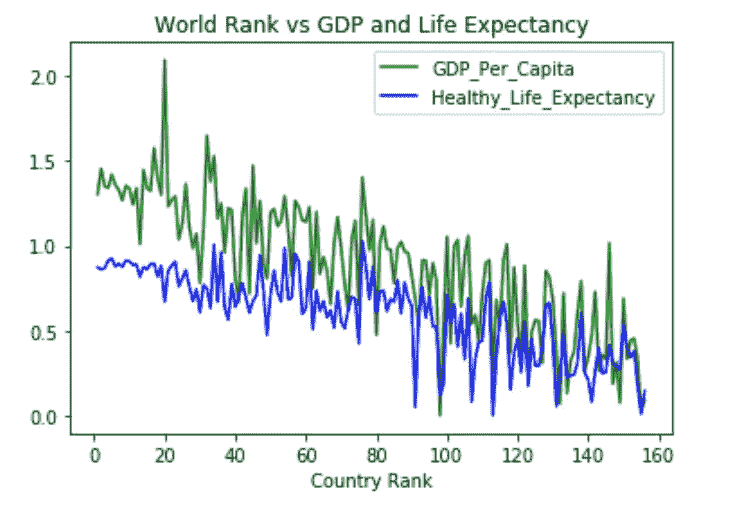 World Rank vs GDP and Life Expectancy
GDP_Per_Capita
Healthy_Life_Expectancy
2.0
1.5
1.0
0.5
0.0
0 20 40 60 80 100 120 140 160
Country Rank